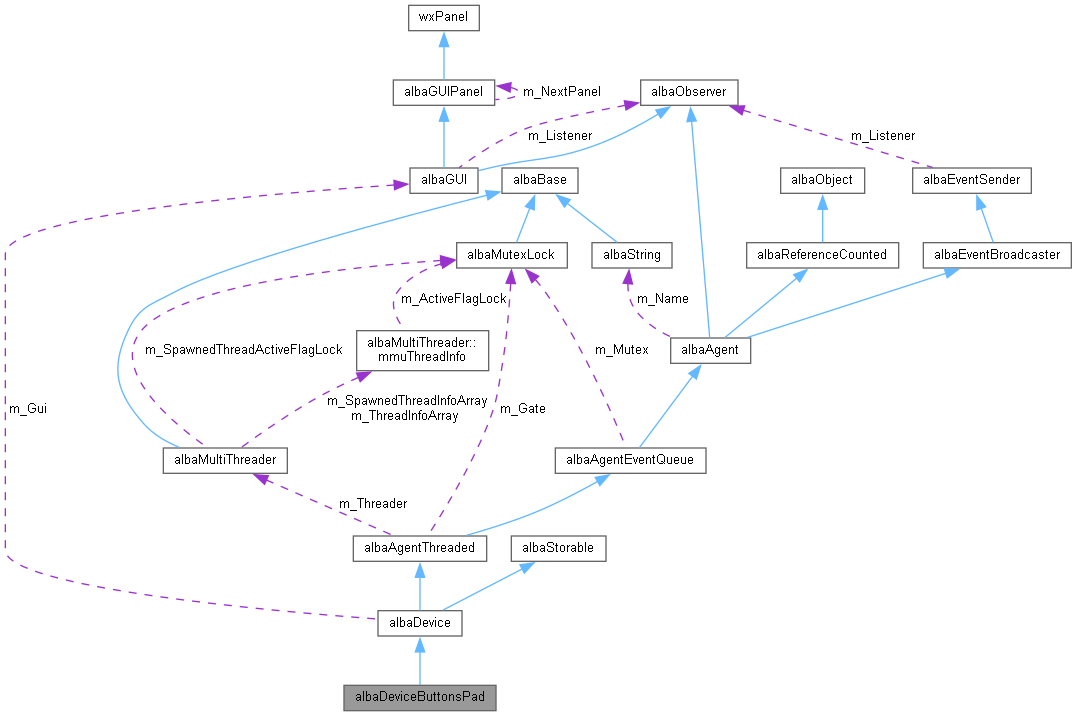 wxPanel
albaGUIPanel
m_NextPanel
albaObserver
m_Listener
m_Listener
albaGUI
albaBase
albaObject
albaEventSender
albaMutexLock
albaString
albaReferenceCounted
albaEventBroadcaster
m_ActiveFlagLock
m_Name
albaMultiThreader::
mmuThreadInfo
m_SpawnedThreadActiveFlagLock
m_Mutex
albaAgent
m_SpawnedThreadInfoArray
m_ThreadInfoArray
m_Gui
m_Gate
albaMultiThreader
albaAgentEventQueue
m_Threader
albaAgentThreaded
albaStorable
albaDevice
albaDeviceButtonsPad